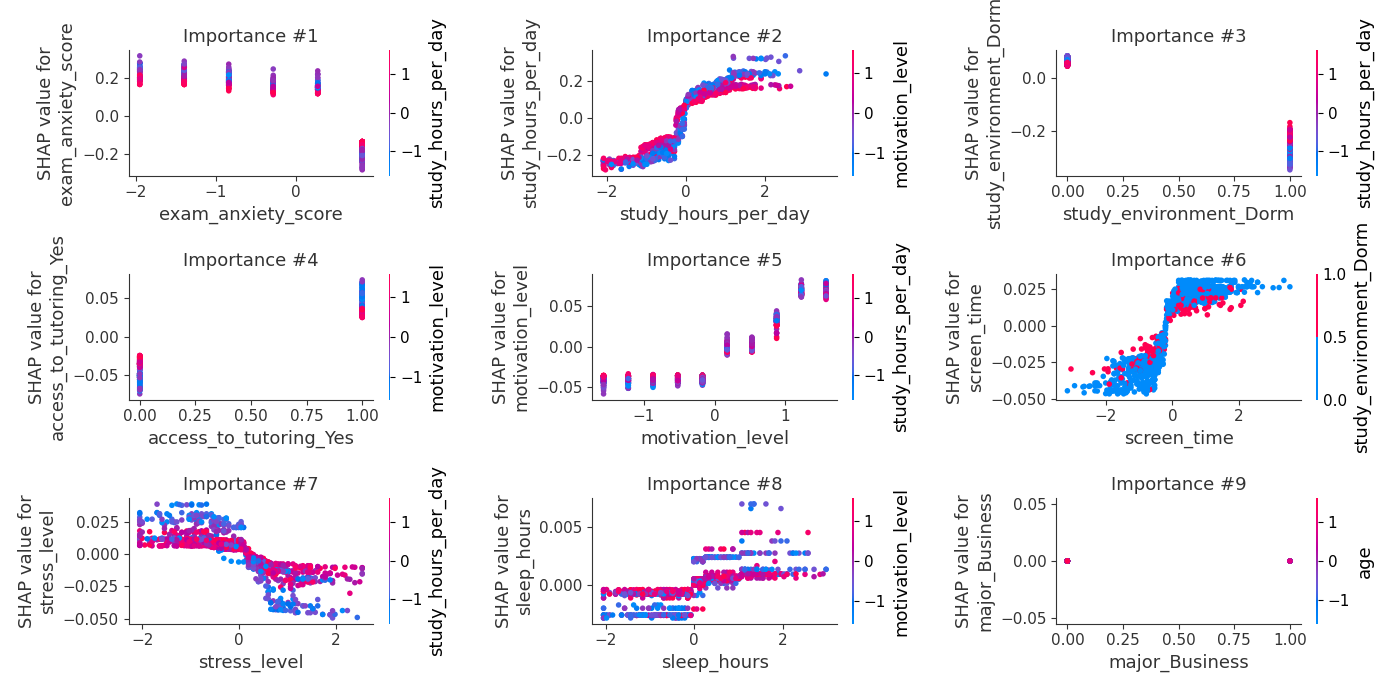 Importance #1
SHAP value for
exam_anxiety_score
0.2
0.0
−0.2
−2
−1
0
exam_anxiety_score
1
0
−1
study_hours_per_day
Importance #2
SHAP value for
study_hours_per_day
0.2
0.0
−0.2
−2
0
2
study_hours_per_day
1
0
−1
motivation_level
Importance #3
SHAP value for
study_environment_Dorm
0.0
−0.2
0.00
0.25
0.50
0.75
1.00
study_environment_Dorm
1
0
−1
study_hours_per_day
Importance #4
SHAP value for
access_to_tutoring_Yes
0.05
0.00
−0.05
0.00
0.25
0.50
0.75
1.00
access_to_tutoring_Yes
1
0
−1
motivation_level
Importance #5
SHAP value for
motivation_level
0.05
0.00
−0.05
−1
0
1
motivation_level
1
0
−1
study_hours_per_day
Importance #6
SHAP value for
screen_time
0.025
0.000
−0.025
−0.050
−2
0
2
screen_time
1.0
0.5
0.0
study_environment_Dorm
Importance #7
SHAP value for
stress_level
0.025
0.000
−0.025
−0.050
−2
0
2
stress_level
1
0
−1
study_hours_per_day
Importance #8
SHAP value for
sleep_hours
0.005
0.000
−2
0
2
sleep_hours
1
0
−1
motivation_level
Importance #9
SHAP value for
major_Business
0.05
0.00
−0.05
0.00
0.25
0.50
0.75
1.00
major_Business
1
0
−1
age